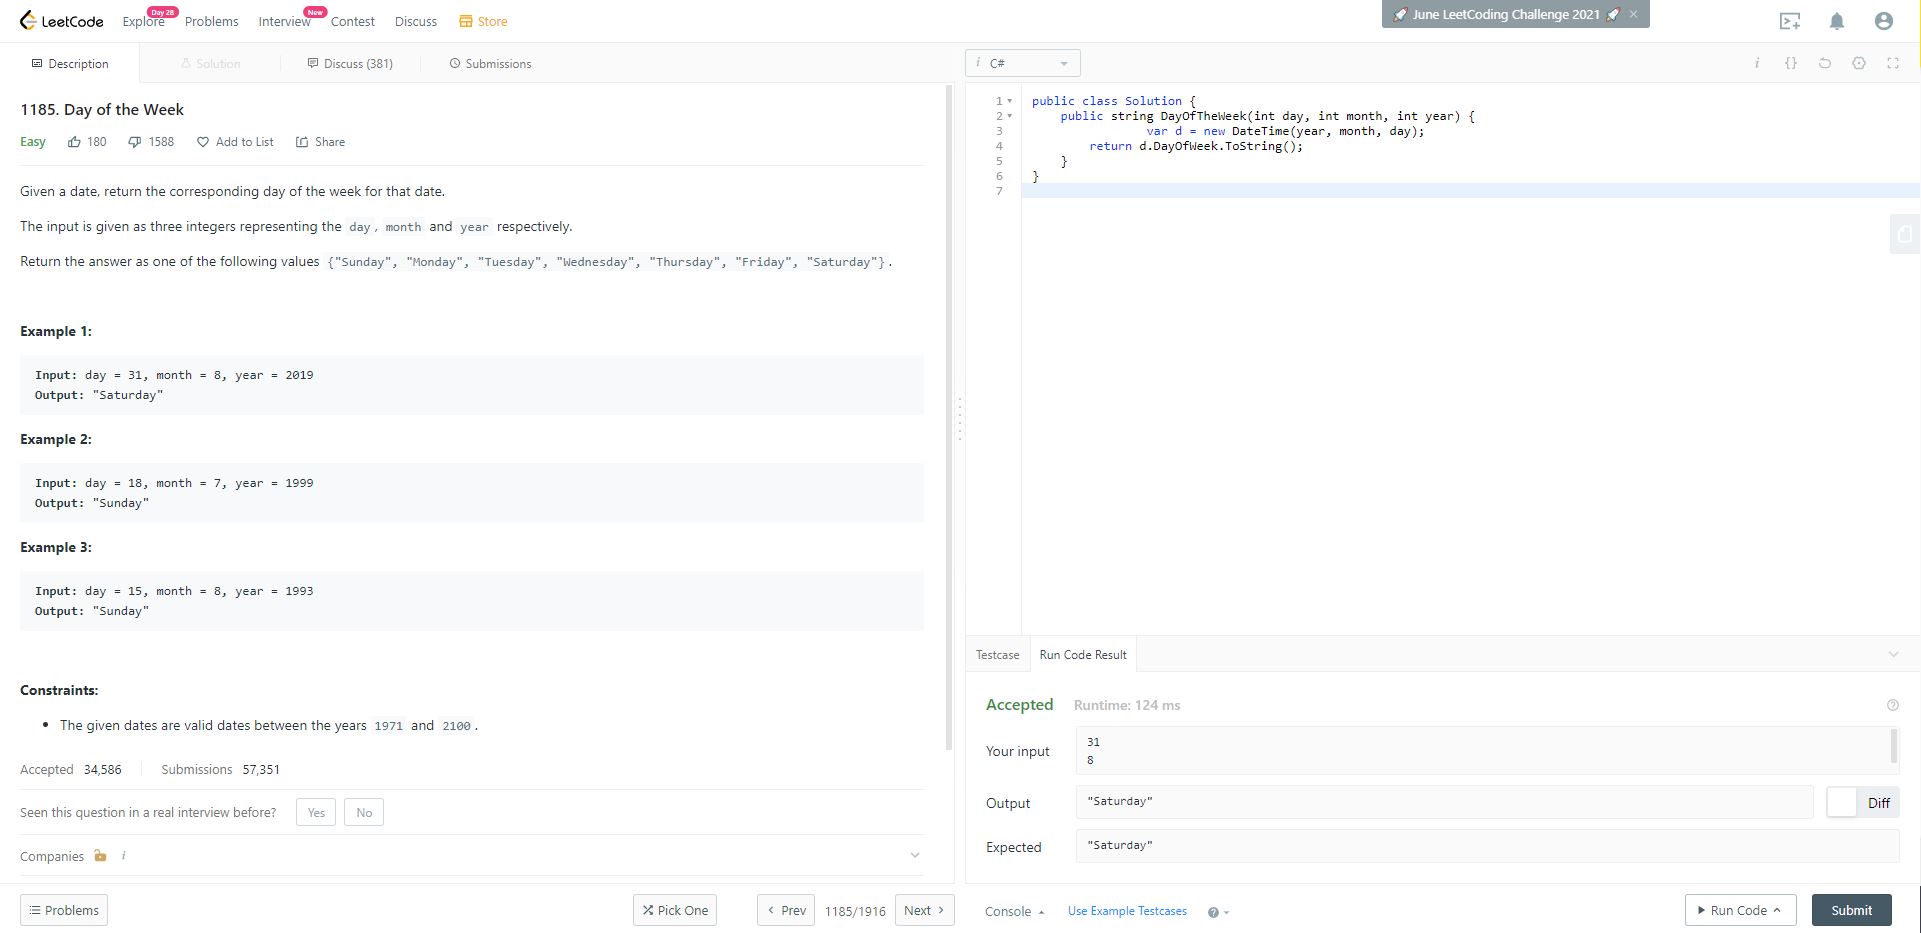 LeetCode
Explore
Day 28
Problems
Interview
New
Contest
Discuss
Store
🚀 June LeetCoding Challenge 2021 🚀 ×
Description
Solution
Discuss (381)
Submissions
1185. Day of the Week
Easy 180 1588 Add to List Share
Given a date, return the corresponding day of the week for that date.
The input is given as three integers representing the day, month and year respectively.
Return the answer as one of the following values {"Sunday", "Monday", "Tuesday", "Wednesday", "Thursday", "Friday", "Saturday"}.
Example 1:
Input: day = 31, month = 8, year = 2019
Output: "Saturday"
Example 2:
Input: day = 18, month = 7, year = 1999
Output: "Sunday"
Example 3:
Input: day = 15, month = 8, year = 1993
Output: "Sunday"
Constraints:
• The given dates are valid dates between the years 1971 and 2100.
Accepted 34,586 Submissions 57,351
Seen this question in a real interview before? Yes No
Companies i
Problems
Pick One
Prev
1185/1916
Next
i C#
i {}
1 public class Solution {
2 public string DayOfTheWeek(int day, int month, int year) {
3 var d = new DateTime(year, month, day);
4 return d.DayOfWeek.ToString();
5 }
6 }
7
Testcase
Run Code Result
Accepted Runtime: 124 ms
Your input
31
8
Output
"Saturday"
Diff
Expected
"Saturday"
Console
Use Example Testcases
Run Code
Submit